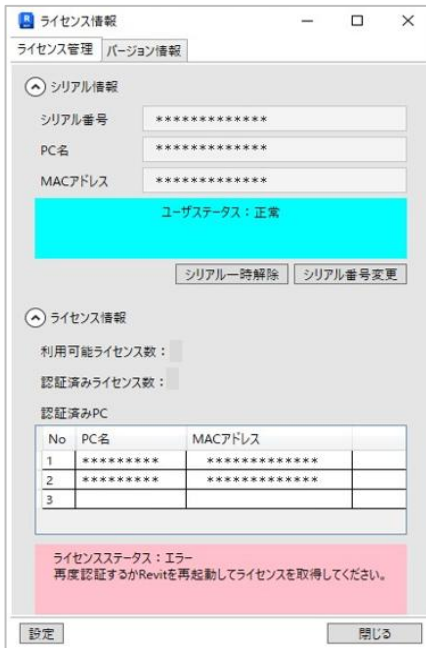 ライセンス情報
ライセンス管理 バージョン情報
シリアル情報
シリアル番号 *************
PC名 *************
MACアドレス *************
ユーザステータス：正常
シリアル一時解除 シリアル番号変更
ライセンス情報
利用可能ライセンス数：
認証済みライセンス数：
認証済みPC
No PC名 MACアドレス
1 ********* *************
2 ********* *************
3
ライセンスステータス：エラー
再度認証するかRevitを再起動してライセンスを取得してください。
設定 閉じる